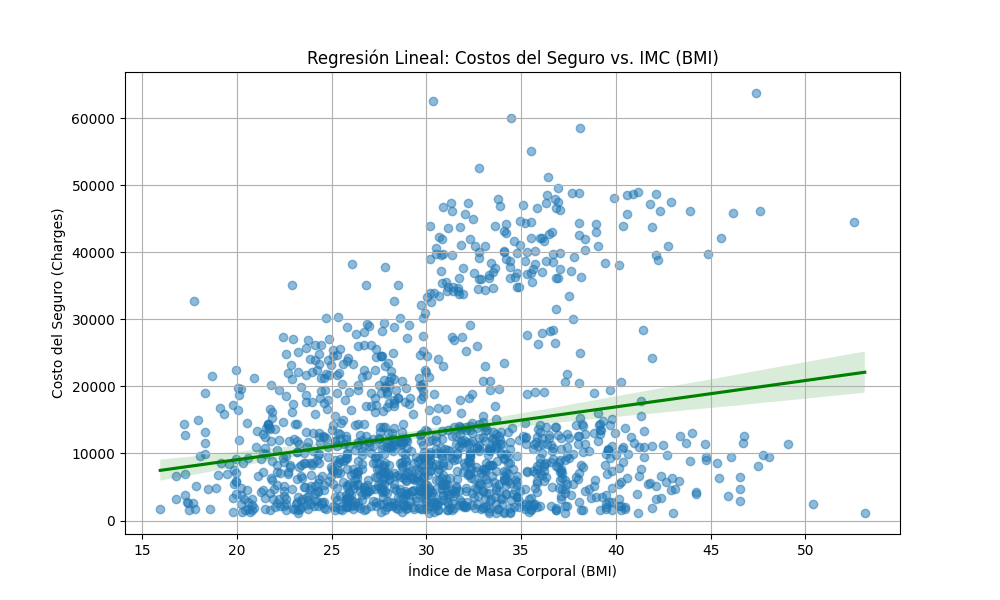 Regresión Lineal: Costos del Seguro vs. IMC (BMI)
Costo del Seguro (Charges)
60000
50000
40000
30000
20000
10000
0
15 20 25 30 35 40 45 50
Índice de Masa Corporal (BMI)